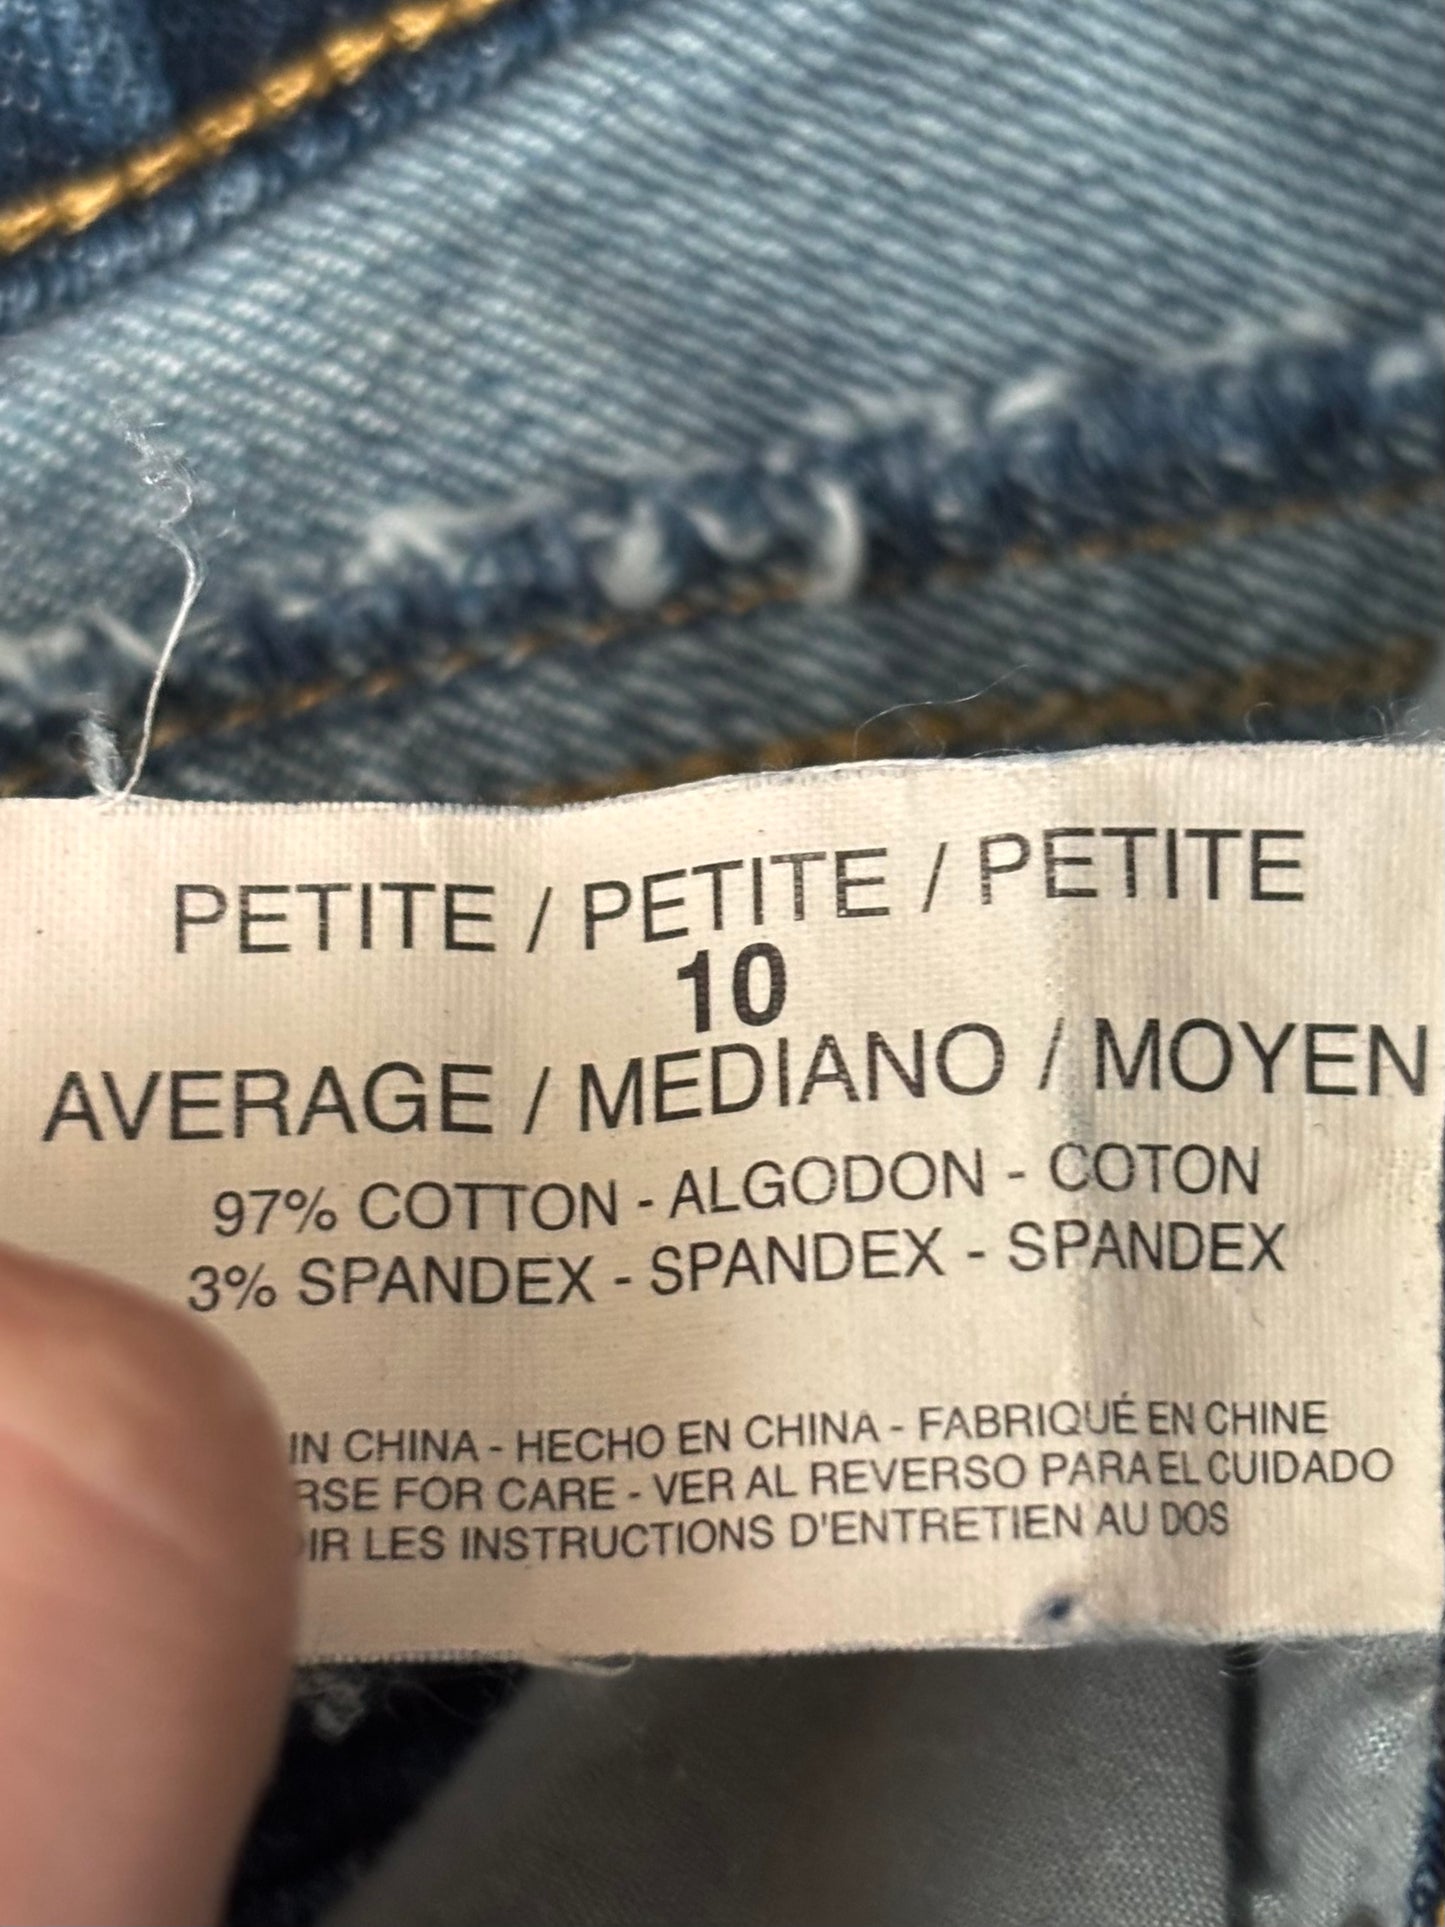 PETITE / PETITE / PETITE
10
AVERAGE / MEDIANO / MOYEN
97% COTTON - ALGODON - COTON
3% SPANDEX - SPANDEX - SPANDEX
IN CHINA - HECHO EN CHINA - FABRIQUÉ EN CHINE
RSE FOR CARE - VER AL REVERSO PARA EL CUIDADO
IR LES INSTRUCTIONS D'ENTRETIEN AU DOS